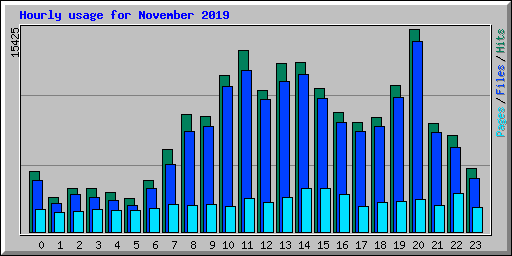 Hourly usage for November 2019
15425
Pages/Files/Hits
0 1 2 3 4 5 6 7 8 9 10 11 12 13 14 15 16 17 18 19 20 21 22 23